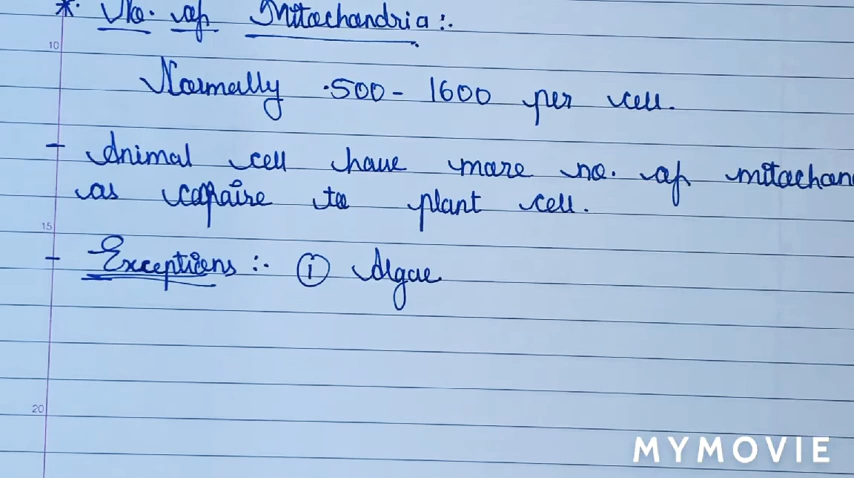 *. No. of Mitochondria :-
10
Normally 500 - 1600 per cell.
- Animal cell have more no. of mitochon
as copaire to plant cell.
15
- Exceptions :- (i) Algae
20
MYMOVIE